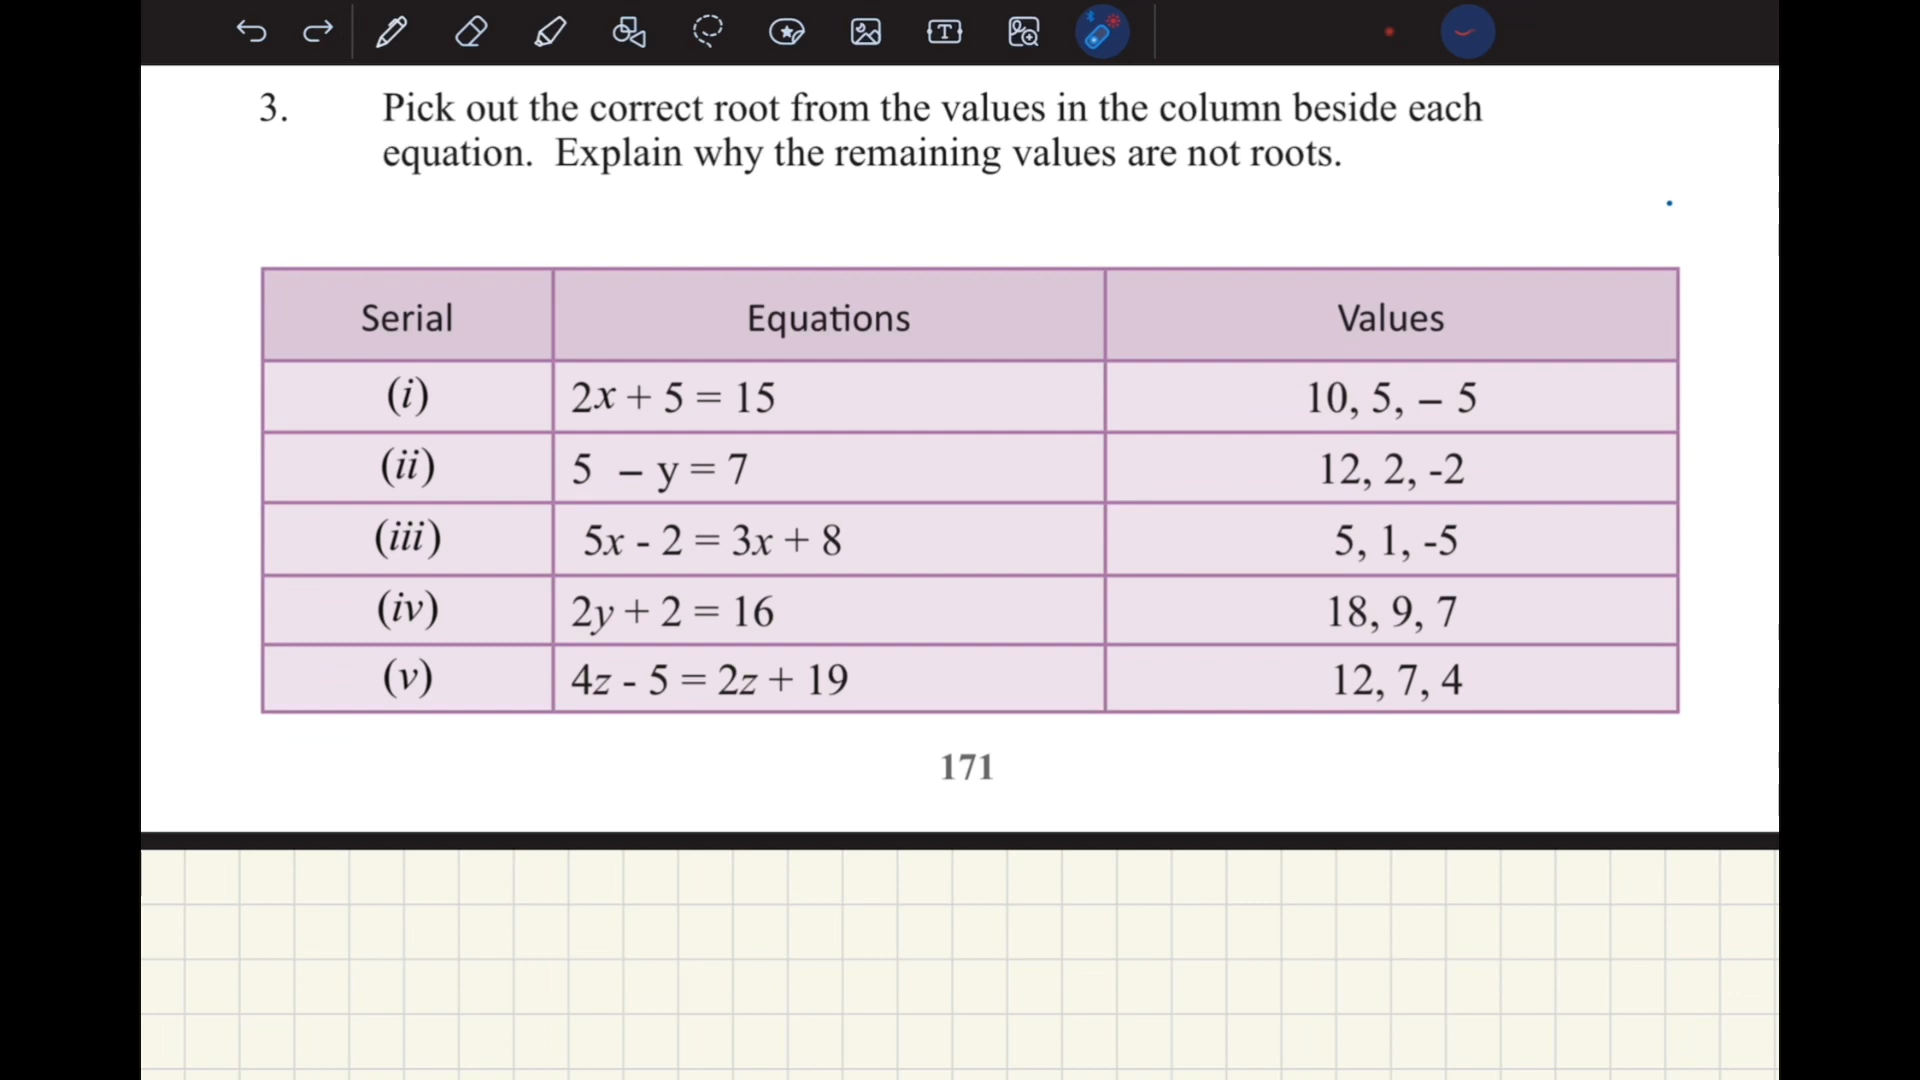 3. Pick out the correct root from the values in the column beside each
equation. Explain why the remaining values are not roots.
Serial Equations Values
(i) 2x + 5 = 15 10, 5, – 5
(ii) 5 – y = 7 12, 2, -2
(iii) 5x - 2 = 3x + 8 5, 1, -5
(iv) 2y + 2 = 16 18, 9, 7
(v) 4z - 5 = 2z + 19 12, 7, 4
171